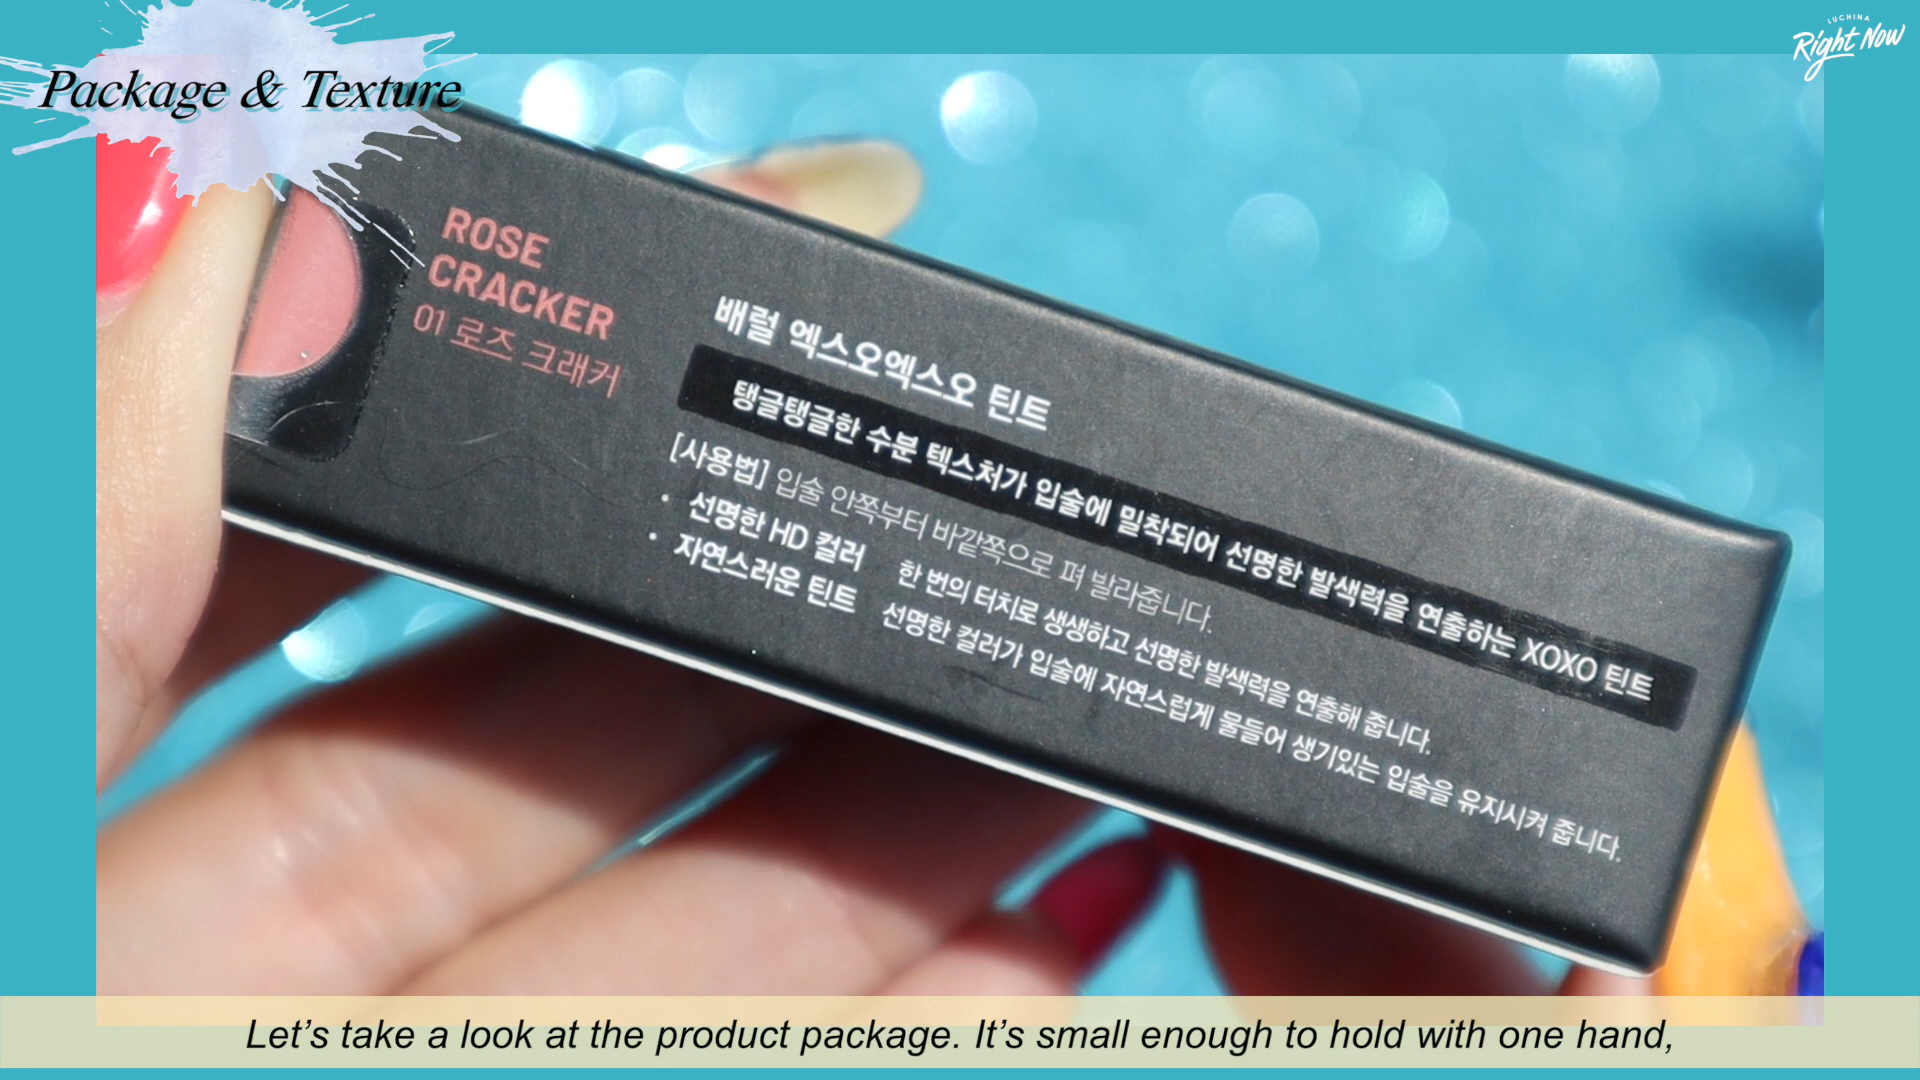 Package & Texture
LUCHINA
Right Now
ROSE
CRACKER
01 로즈 크래커
배럴 엑스오엑스오 틴트
탱글탱글한 수분 텍스처가 입술에 밀착되어 선명한 발색력을 연출하는 XOXO 틴트
[사용법] 입술 안쪽부터 바깥쪽으로 펴 발라줍니다.
• 선명한 HD 컬러 한 번의 터치로 생생하고 선명한 발색력을 연출해 줍니다.
• 자연스러운 틴트 선명한 컬러가 입술에 자연스럽게 물들어 생기있는 입술을 유지시켜 줍니다.
Let's take a look at the product package. It's small enough to hold with one hand,